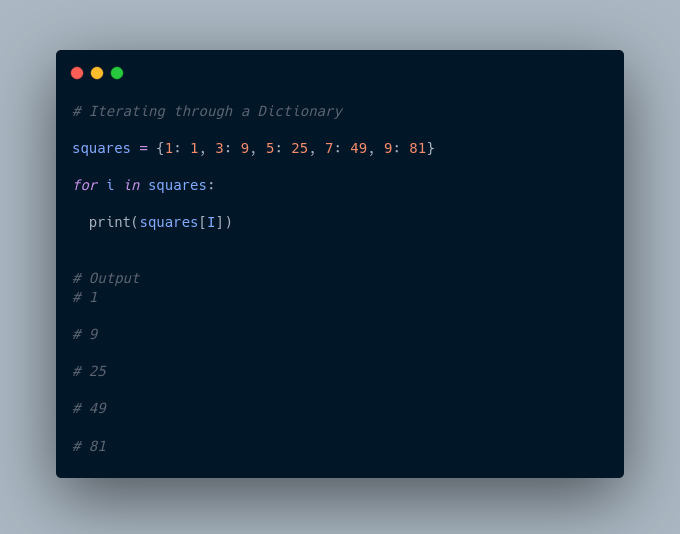 # Iterating through a Dictionary
squares = {1: 1, 3: 9, 5: 25, 7: 49, 9: 81}
for i in squares:
  print(squares[I])
# Output
# 1
# 9
# 25
# 49
# 81